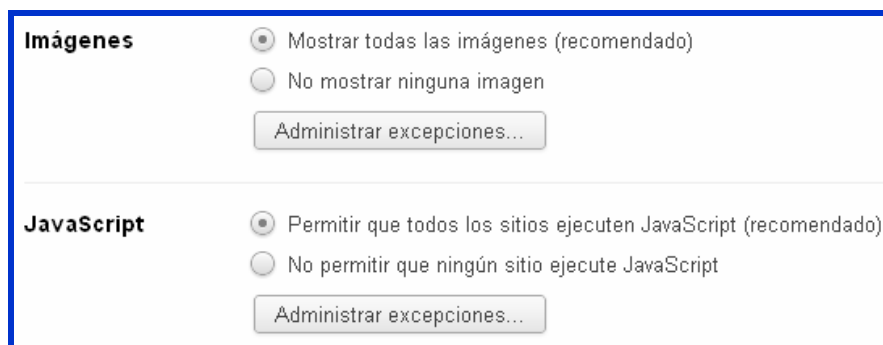 Imágenes
Mostrar todas las imágenes (recomendado)
No mostrar ninguna imagen
Administrar excepciones...
JavaScript
Permitir que todos los sitios ejecuten JavaScript (recomendado)
No permitir que ningún sitio ejecute JavaScript
Administrar excepciones...